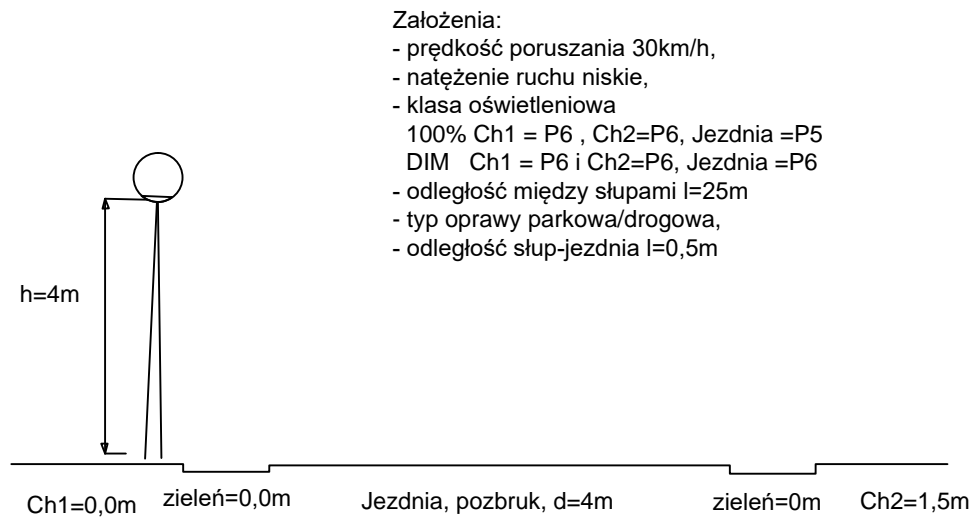 Założenia:
- prędkość poruszania 30km/h,
- natężenie ruchu niskie,
- klasa oświetleniowa
100% Ch1 = P6 , Ch2=P6, Jezdnia =P5
DIM Ch1 = P6 i Ch2=P6, Jezdnia =P6
- odległość między słupami l=25m
- typ oprawy parkowa/drogowa,
- odległość słup-jezdnia l=0,5m
h=4m
Ch1=0,0m zieleń=0,0m Jezdnia, pozbruk, d=4m zieleń=0m Ch2=1,5m